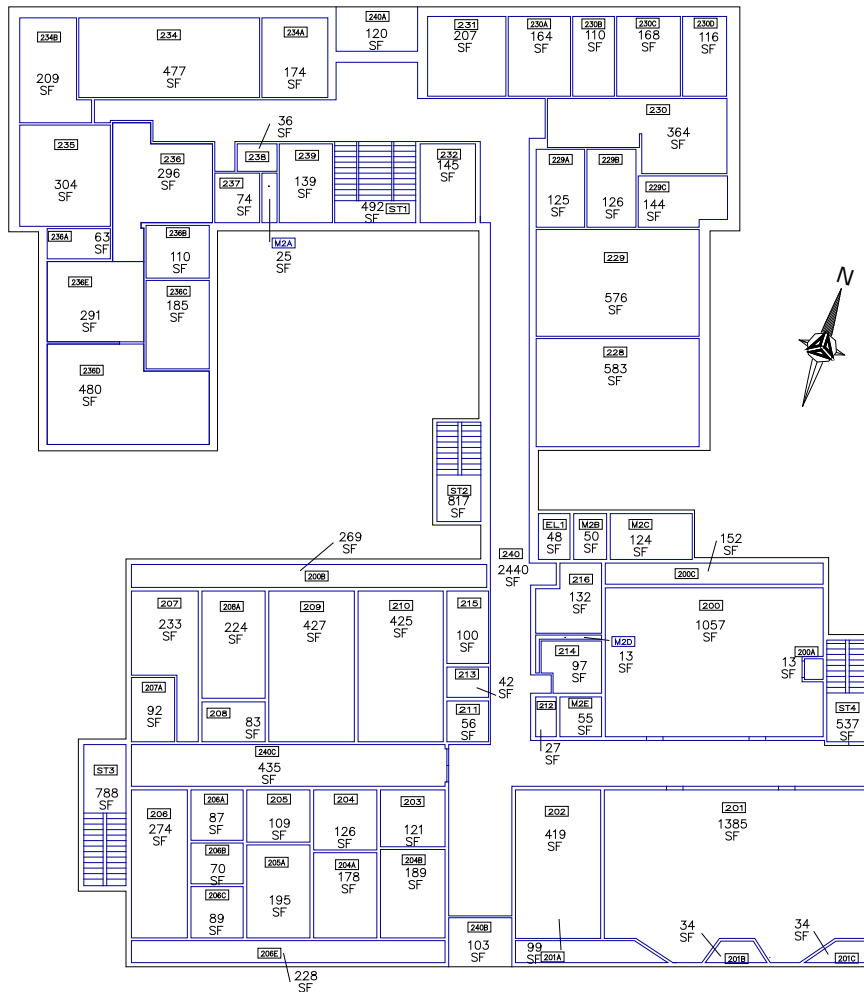 240A
120
SF
234B
209
SF
234
477
SF
234A
174
SF
231
207
SF
230A
164
SF
230B
110
SF
230C
168
SF
230D
116
SF
230
364
SF
36
SF
235
304
SF
236
296
SF
238
239
139
SF
232
145
SF
237
74
SF
492
SF
ST1
229A
125
SF
229B
126
SF
229C
144
SF
236A
63
SF
236B
110
SF
M2A
25
SF
229
576
SF
236E
291
SF
236C
185
SF
N
228
583
SF
236D
480
SF
ST2
817
SF
EL1
48
SF
M2B
50
SF
M2C
124
SF
269
SF
152
SF
240
2440
SF
200B
216
132
SF
200C
207
233
SF
208A
224
SF
209
427
SF
210
425
SF
215
100
SF
200
1057
SF
M2D
13
SF
214
97
SF
200A
13
SF
213
42
SF
207A
92
SF
208
83
SF
211
56
SF
212
27
SF
M2E
55
SF
ST4
537
SF
240C
435
SF
ST3
788
SF
206
274
SF
206A
87
SF
205
109
SF
204
126
SF
203
121
SF
202
419
SF
201
1385
SF
206B
70
SF
205A
195
SF
204A
178
SF
204B
189
SF
206C
89
SF
240B
103
SF
99
SF
201A
34
SF
201B
34
SF
201C
206E
228
SF